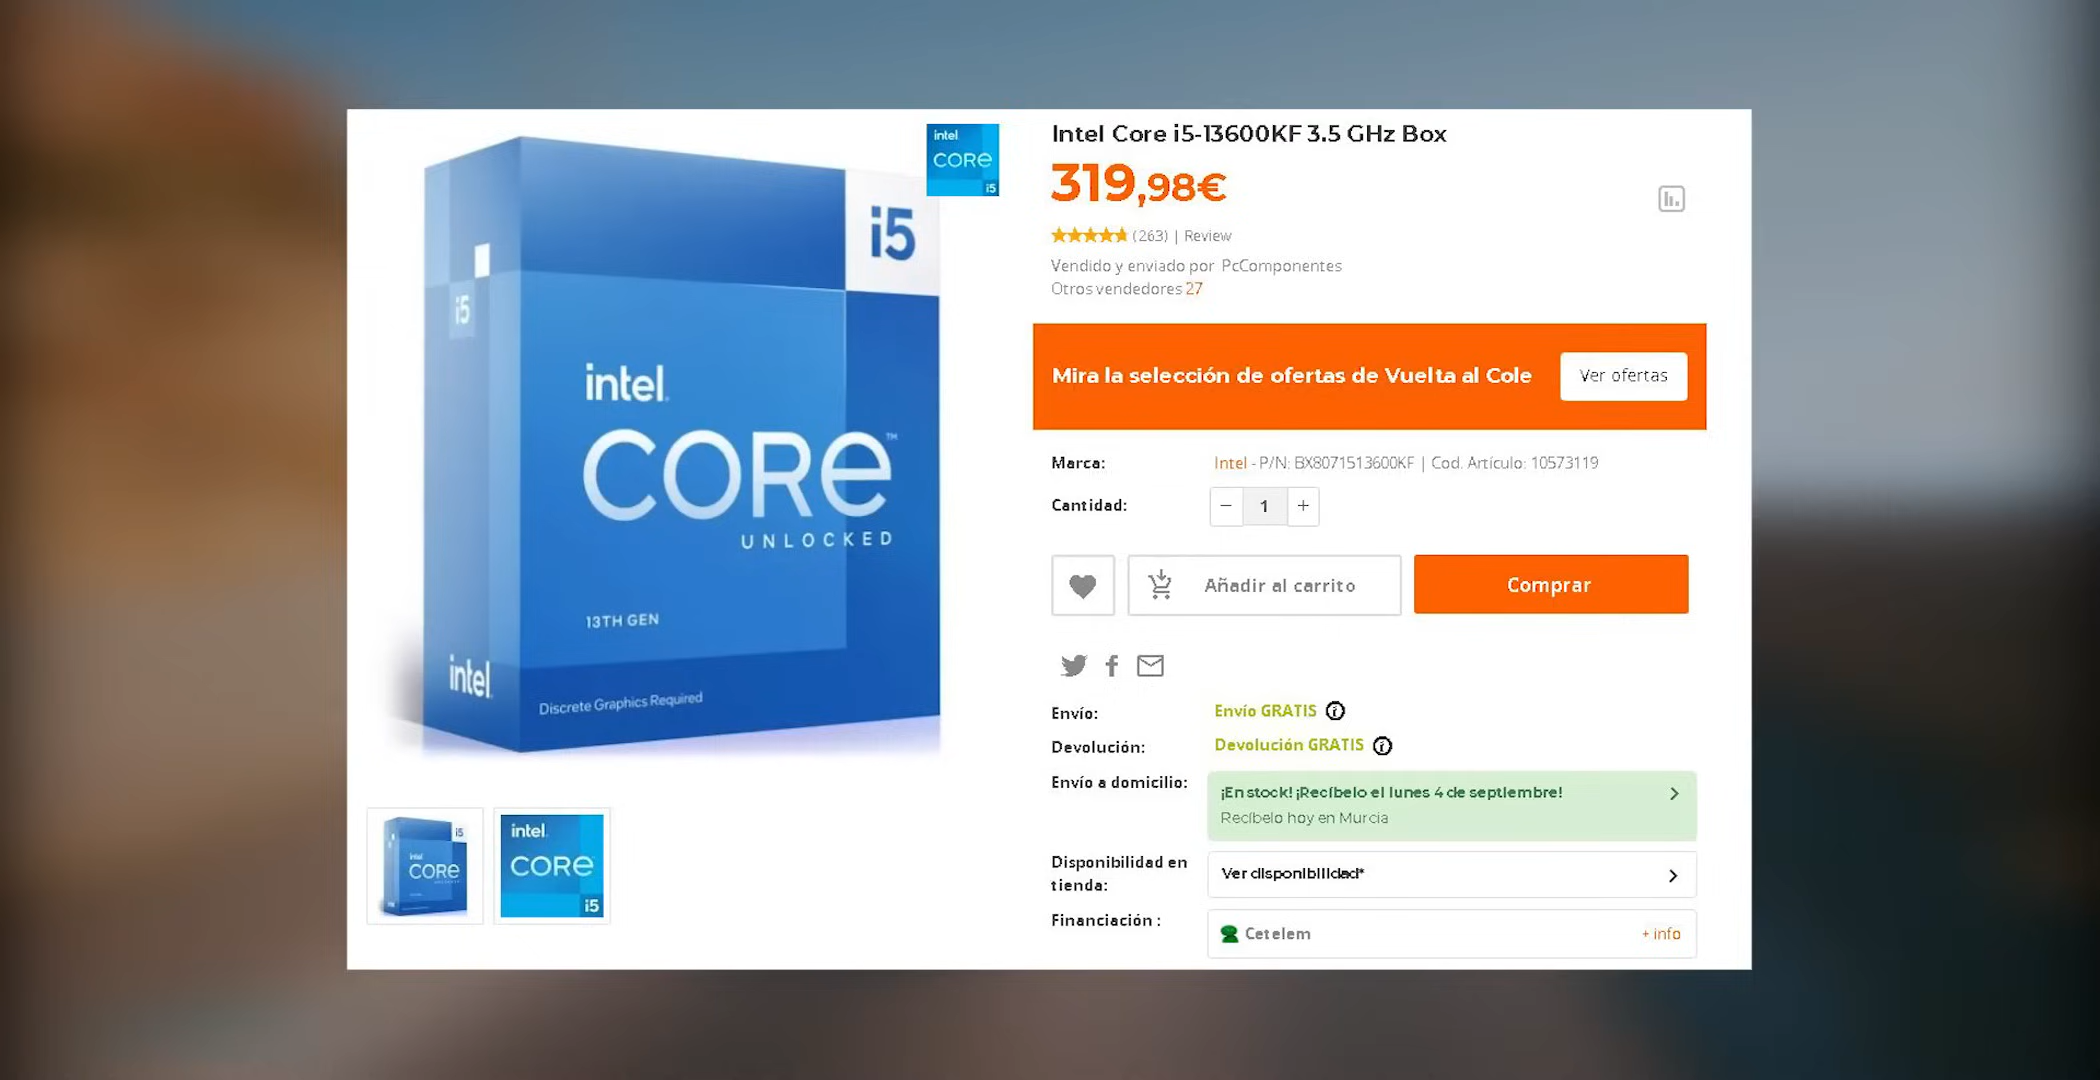 intel
CORE
i5
i5
i5
intel.
CORE™
UNLOCKED
13TH GEN
intel.
Discrete Graphics Required
Intel Core i5-13600KF 3.5 GHz Box
319,98€
(263) | Review
Vendido y enviado por PcComponentes
Otros vendedores 27
Mira la selección de ofertas de Vuelta al Cole
Ver ofertas
Marca: Intel - P/N: BX8071513600KF | Cod. Artículo: 10573119
Cantidad: − 1 +
Añadir al carrito
Comprar
Envío: Envío GRATIS
Devolución: Devolución GRATIS
Envío a domicilio: ¡En stock! ¡Recíbelo el lunes 4 de septiembre!
Recíbelo hoy en Murcia
Disponibilidad en
tienda:
Ver disponibilidad*
Financiación :
Cetelem + info
i5
intel
CORE
intel.
CORE
i5